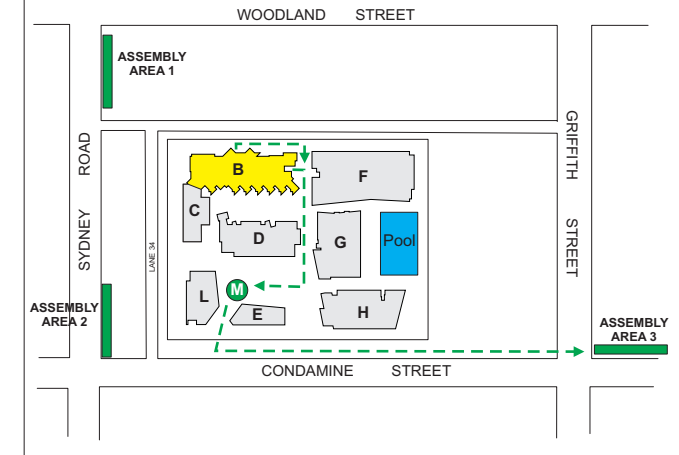 WOODLAND STREET
ASSEMBLY
AREA 1
SYDNEY ROAD
GRIFFITH STREET
LANE 34
B
F
C
D
G
Pool
L
M
E
H
ASSEMBLY
AREA 2
ASSEMBLY
AREA 3
CONDAMINE STREET